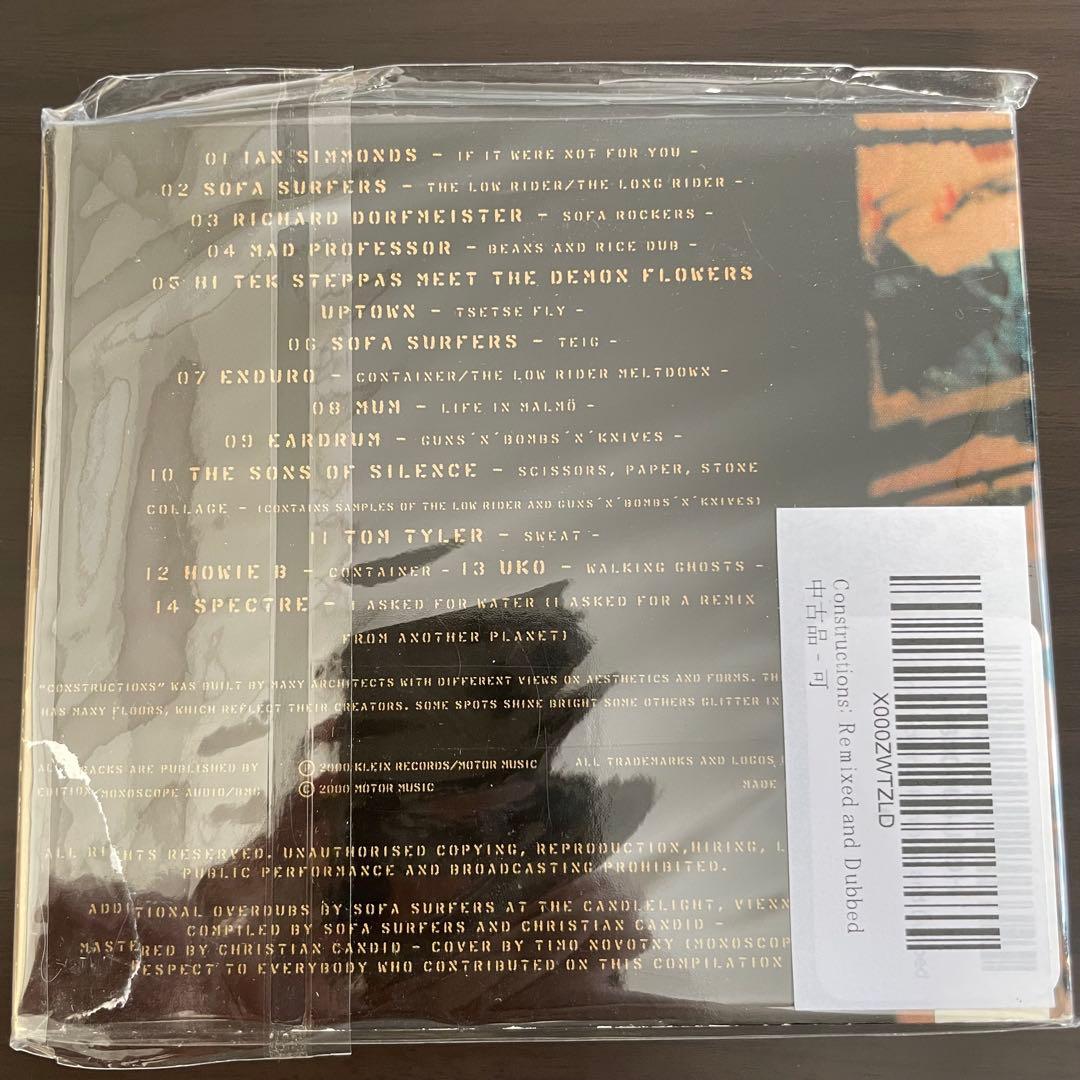 01 IAN SIMMONDS - IF IT WERE NOT FOR YOU -
02 SOFA SURFERS - THE LOW RIDER/THE LONG RIDER -
03 RICHARD DORFMEISTER - SOFA ROCKERS -
04 MAD PROFESSOR - BEANS AND RICE DUB -
05 HI TEK STEPPAS MEET THE DEMON FLOWERS
UPTOWN - TSETSE FLY -
06 SOFA SURFERS - TEIG -
07 ENDURO - CONTAINER/THE LOW RIDER MELTDOWN -
08 MUM - LIFE IN MALMÖ -
09 EARDRUM - GUNS´N´BOMBS´N´KNIVES -
10 THE SONS OF SILENCE - SCISSORS, PAPER, STONE
COLLAGE - (CONTAINS SAMPLES OF THE LOW RIDER AND GUNS´N´BOMBS´N´KNIVES)
11 TOM TYLER - SWEAT -
12 HOWIE B - CONTAINER - 13 UKO - WALKING GHOSTS -
14 SPECTRE - I ASKED FOR WATER (I ASKED FOR A REMIX
FROM ANOTHER PLANET)
"CONSTRUCTIONS" WAS BUILT BY MANY ARCHITECTS WITH DIFFERENT VIEWS ON AESTHETICS AND FORMS. TH
HAS MANY FLOORS, WHICH REFLECT THEIR CREATORS. SOME SPOTS SHINE BRIGHT SOME OTHERS GLITTER IN
ALL TRACKS ARE PUBLISHED BY
EDITION/MONOSCOPE AUDIO/BMG
Ⓟ 2000 KLEIN RECORDS/MOTOR MUSIC
© 2000 MOTOR MUSIC
ALL TRADEMARKS AND LOGOS
MADE
ALL RIGHTS RESERVED. UNAUTHORISED COPYING, REPRODUCTION,HIRING, L
PUBLIC PERFORMANCE AND BROADCASTING PROHIBITED.
ADDITIONAL OVERDUBS BY SOFA SURFERS AT THE CANDLELIGHT, VIENN
COMPILED BY SOFA SURFERS AND CHRISTIAN CANDID -
MASTERED BY CHRISTIAN CANDID - COVER BY TIMO NOVOTNY (MONOSCOP
RESPECT TO EVERYBODY WHO CONTRIBUTED ON THIS COMPILATION
X000ZWTZLD
Constructions: Remixed and Dubbed
中古品 - 可